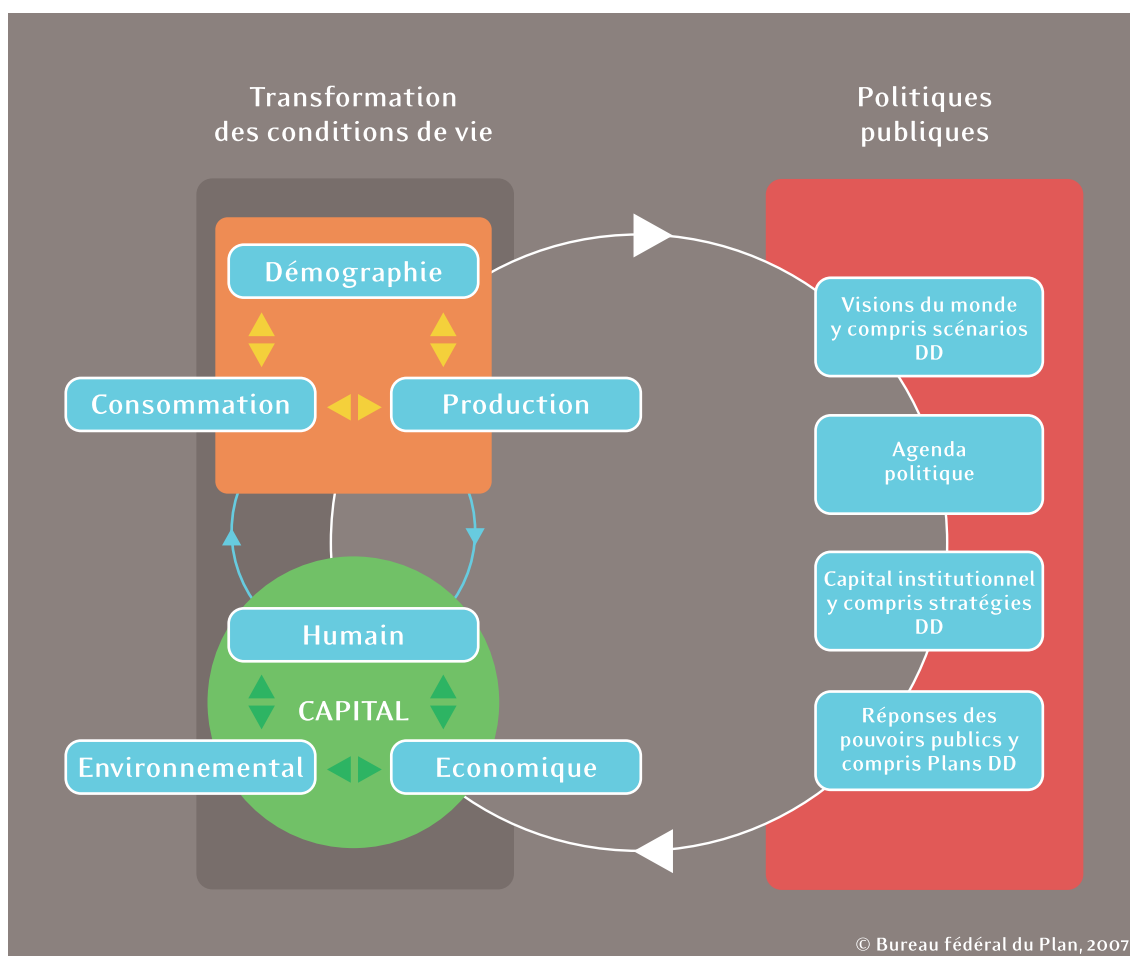 Transformation
des conditions de vie
Politiques
publiques
Démographie
Consommation
Production
Humain
CAPITAL
Environnemental
Economique
Visions du monde
y compris scénarios
DD
Agenda
politique
Capital institutionnel
y compris stratégies
DD
Réponses des
pouvoirs publics y
compris Plans DD
© Bureau fédéral du Plan, 2007